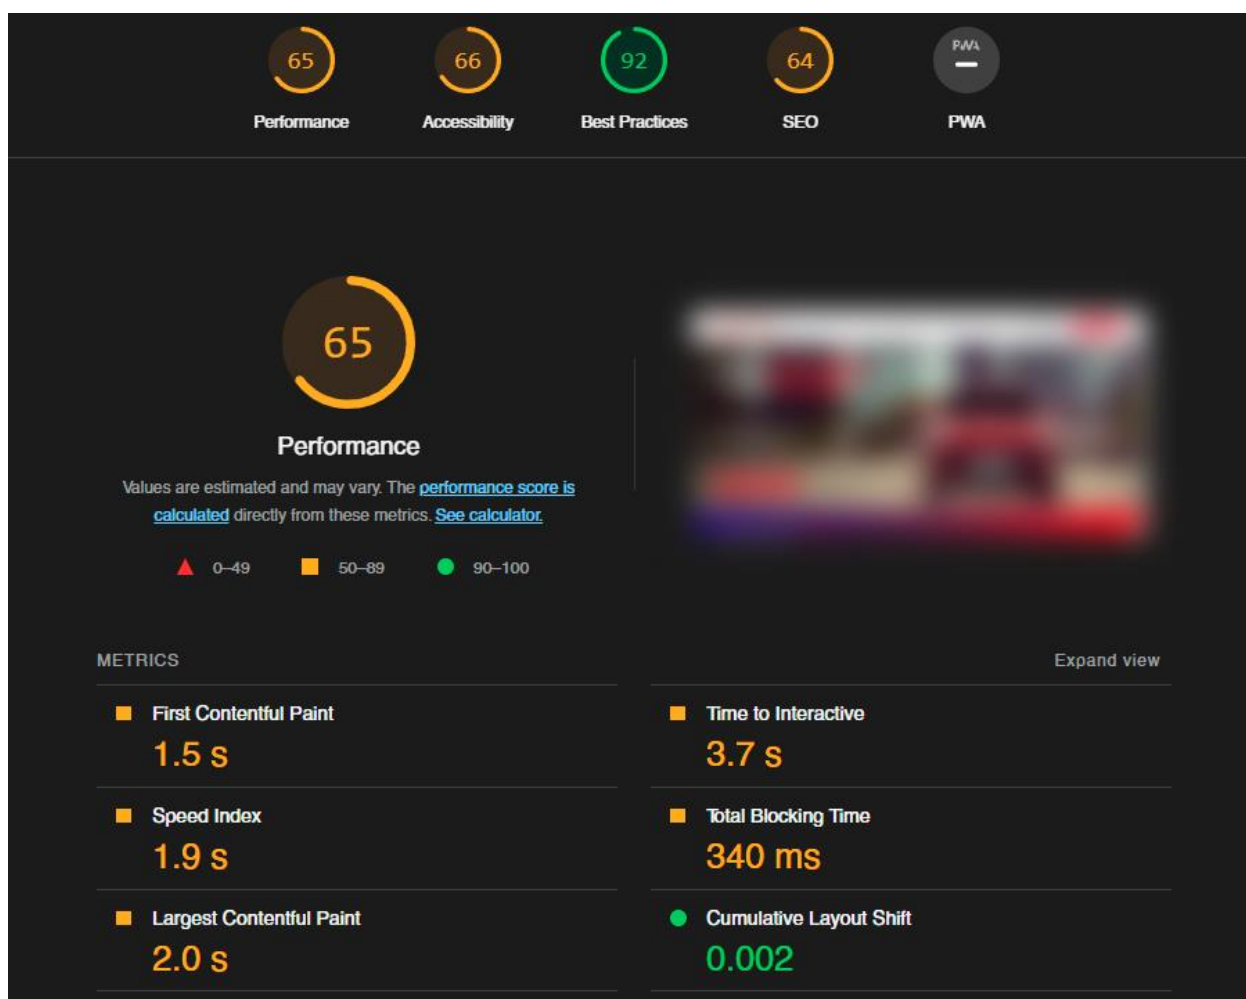 65
66
92
64
PWA
Performance
Accessibility
Best Practices
SEO
PWA
65
Performance
Values are estimated and may vary. The performance score is
calculated directly from these metrics. See calculator.
0–49
50–89
90–100
METRICS
Expand view
First Contentful Paint
1.5 s
Time to Interactive
3.7 s
Speed Index
1.9 s
Total Blocking Time
340 ms
Largest Contentful Paint
2.0 s
Cumulative Layout Shift
0.002